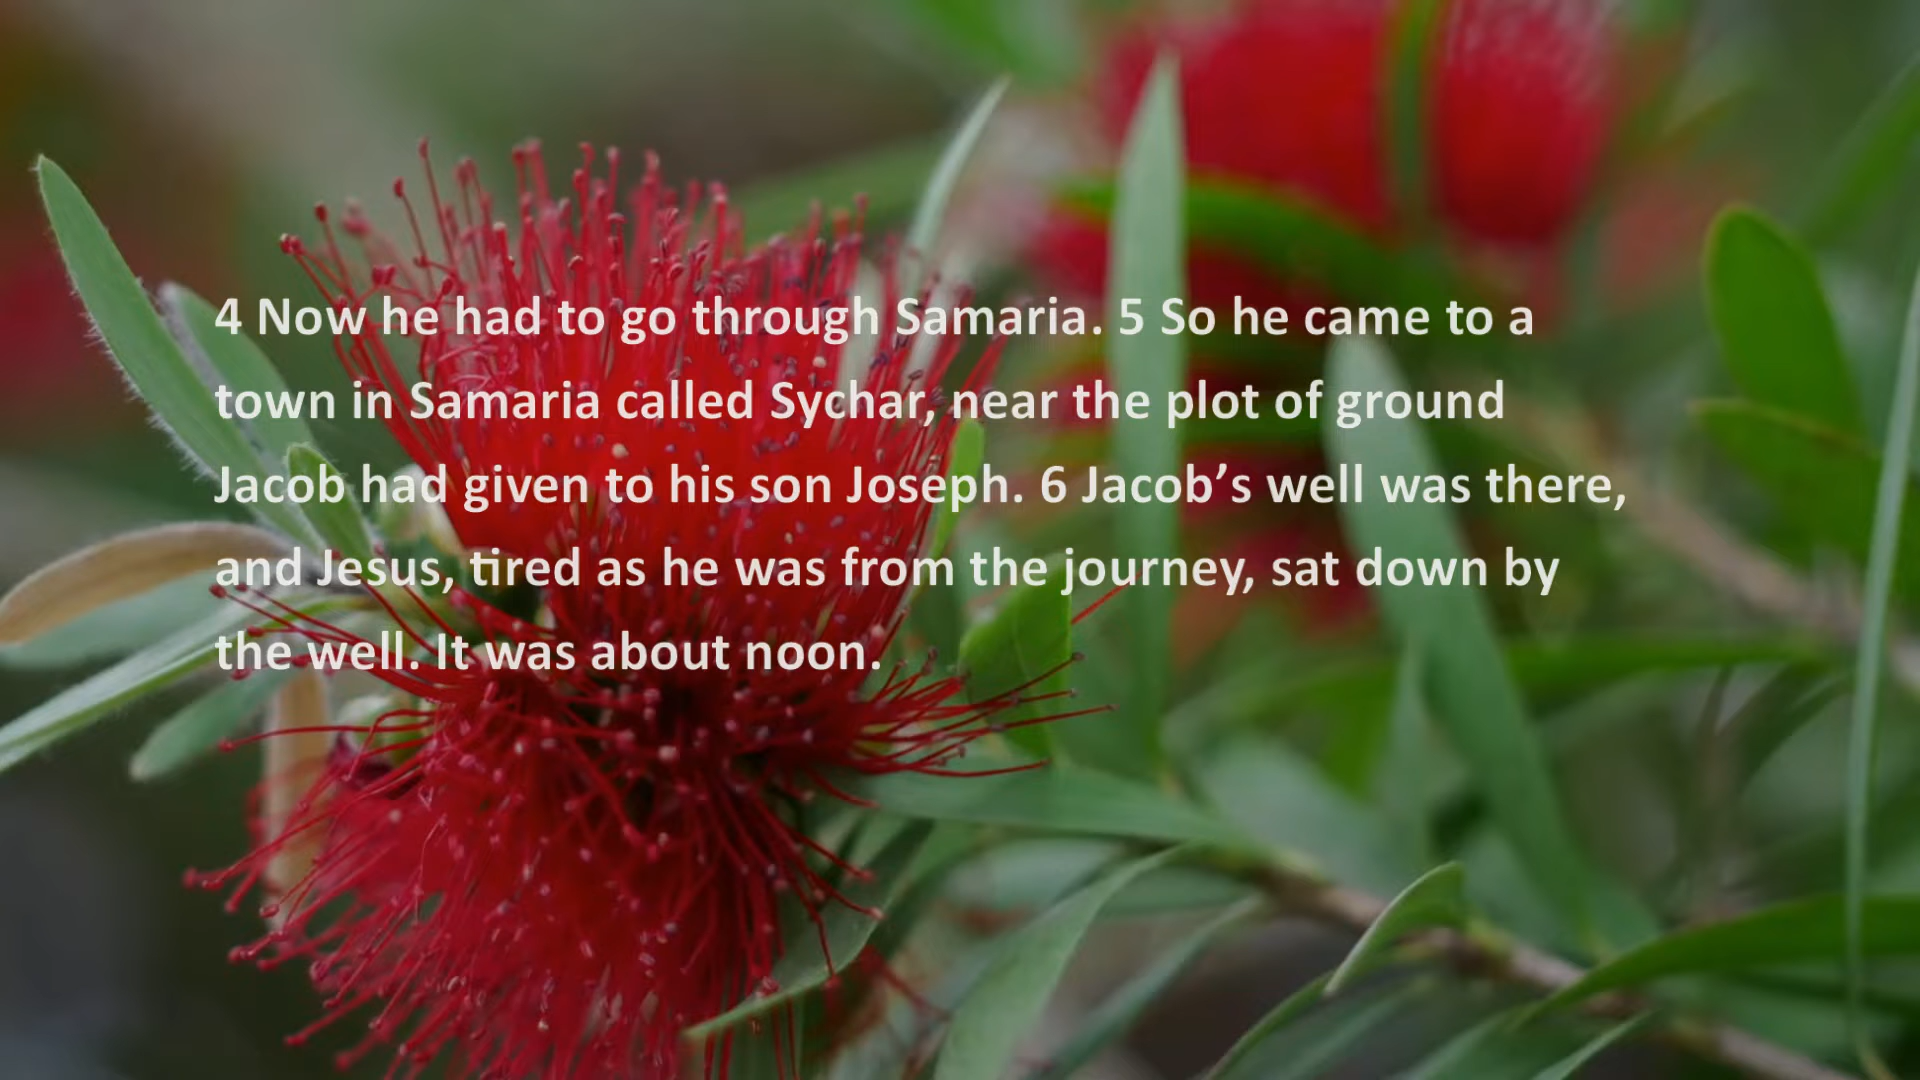 4 Now he had to go through Samaria. 5 So he came to a
town in Samaria called Sychar, near the plot of ground
Jacob had given to his son Joseph. 6 Jacob’s well was there,
and Jesus, tired as he was from the journey, sat down by
the well. It was about noon.